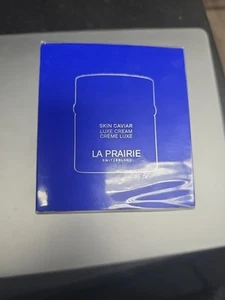 SKIN CAVIAR
LUXE CREAM
CRÈME LUXE
LA PRAIRIE
SWITZERLAND